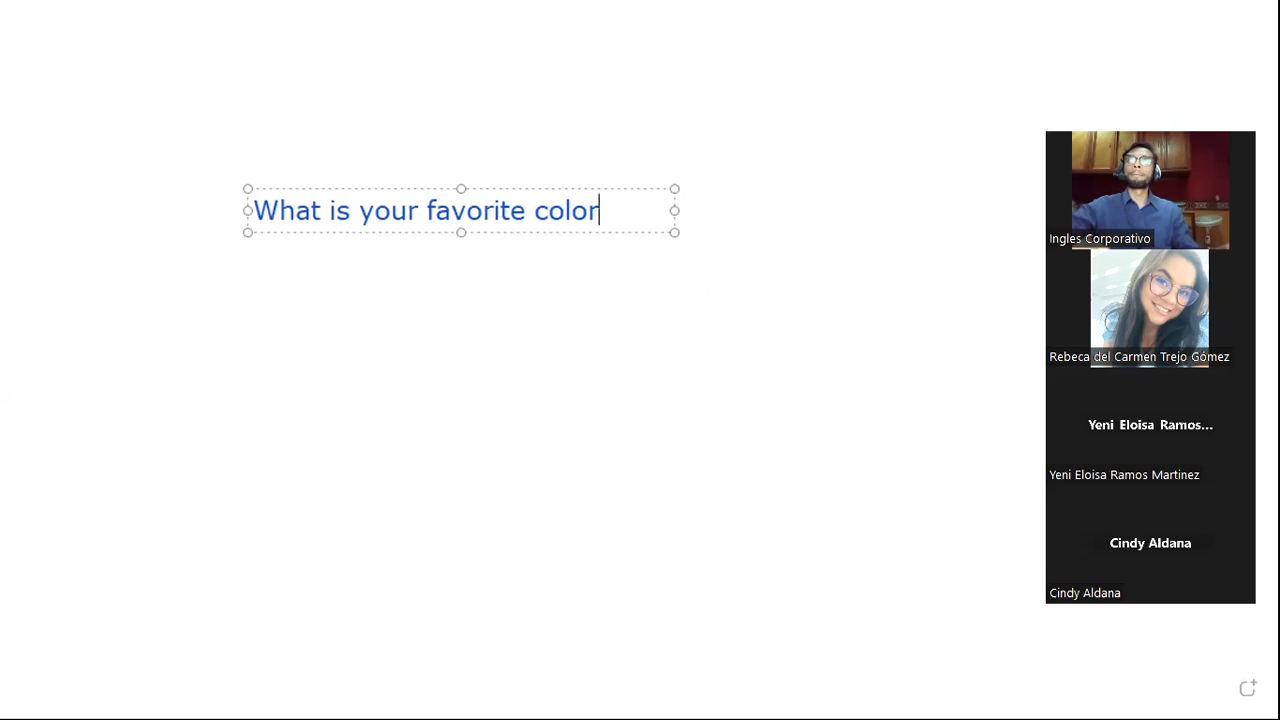 What is your favorite color
Ingles Corporativo
Rebeca del Carmen Trejo Gómez
Yeni Eloisa Ramos...
Yeni Eloisa Ramos Martinez
Cindy Aldana
Cindy Aldana